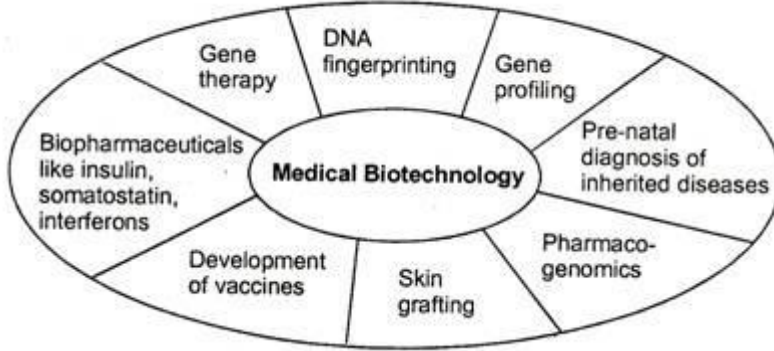 Gene
therapy
DNA
fingerprinting
Gene
profiling
Biopharmaceuticals
like insulin,
somatostatin,
interferons
Medical Biotechnology
Pre-natal
diagnosis of
inherited diseases
Development
of vaccines
Skin
grafting
Pharmaco-
genomics